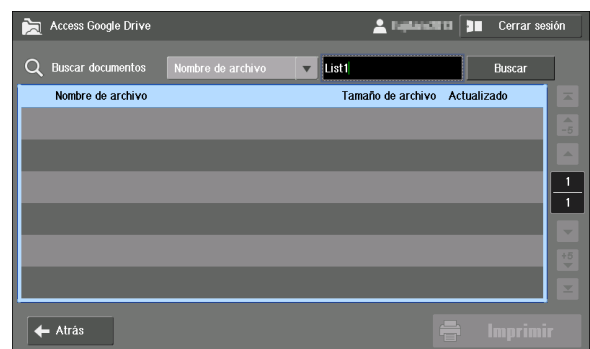 Access Google Drive
Cerrar sesión
Buscar documentos
Nombre de archivo
List1
Buscar
Nombre de archivo Tamaño de archivo Actualizado
-5
1
1
+5
Atrás
Imprimir